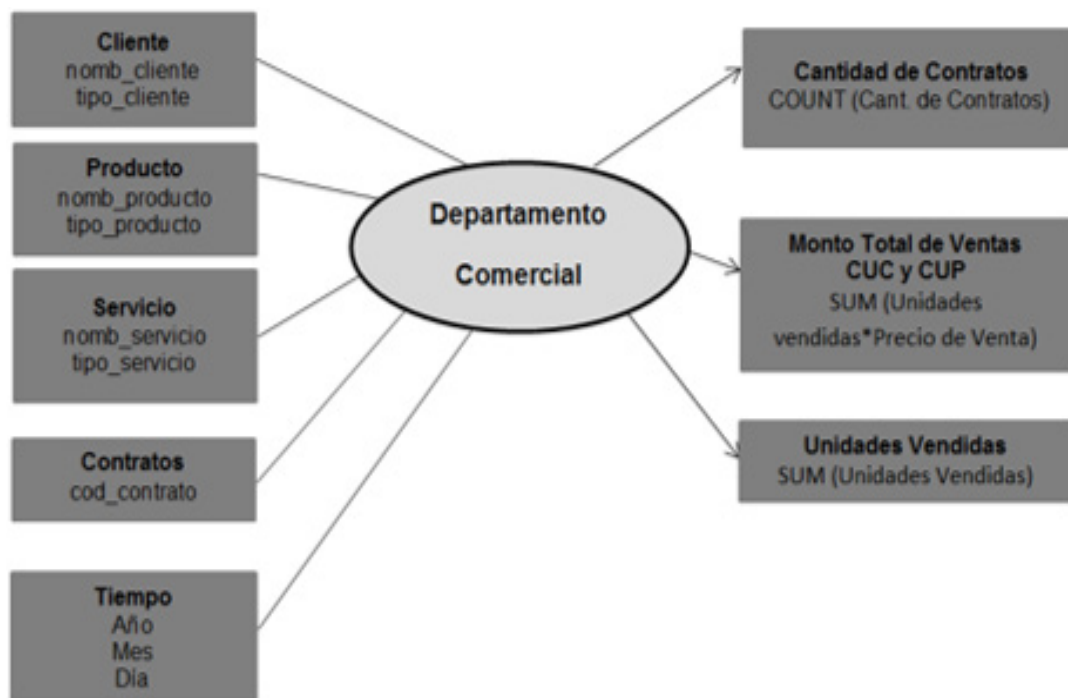 Cliente
nomb_cliente
tipo_cliente
Producto
nomb_producto
tipo_producto
Servicio
nomb_servicio
tipo_servicio
Contratos
cod_contrato
Tiempo
Año
Mes
Día
Departamento
Comercial
Cantidad de Contratos
COUNT (Cant. de Contratos)
Monto Total de Ventas
CUC y CUP
SUM (Unidades
vendidas*Precio de Venta)
Unidades Vendidas
SUM (Unidades Vendidas)